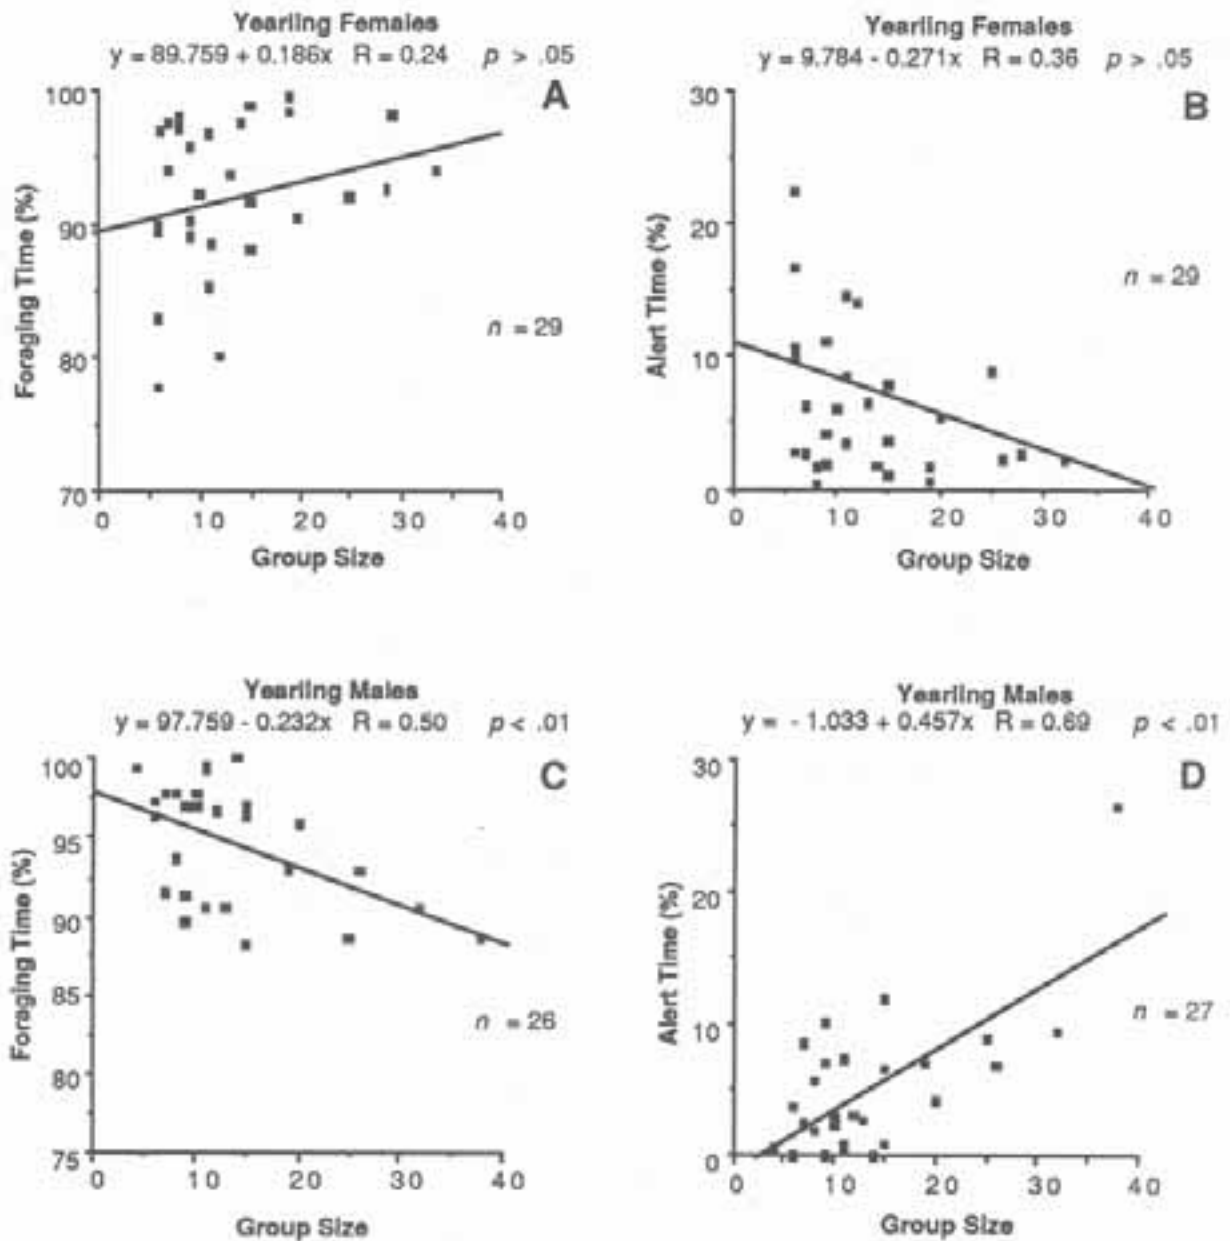 Yearling Females
y = 89.759 + 0.186x R = 0.24 p > .05
A
100
90
80
70
Foraging Time (%)
n = 29
0 10 20 30 40
Group Size
Yearling Females
y = 9.784 - 0.271x R = 0.36 p > .05
B
30
20
10
0
Alert Time (%)
n = 29
0 10 20 30 40
Group Size
Yearling Males
y = 97.759 - 0.232x R = 0.50 p < .01
C
100
95
90
85
80
75
Foraging Time (%)
n = 26
0 10 20 30 40
Group Size
Yearling Males
y = - 1.033 + 0.457x R = 0.69 p < .01
D
30
20
10
0
Alert Time (%)
n = 27
0 10 20 30 40
Group Size